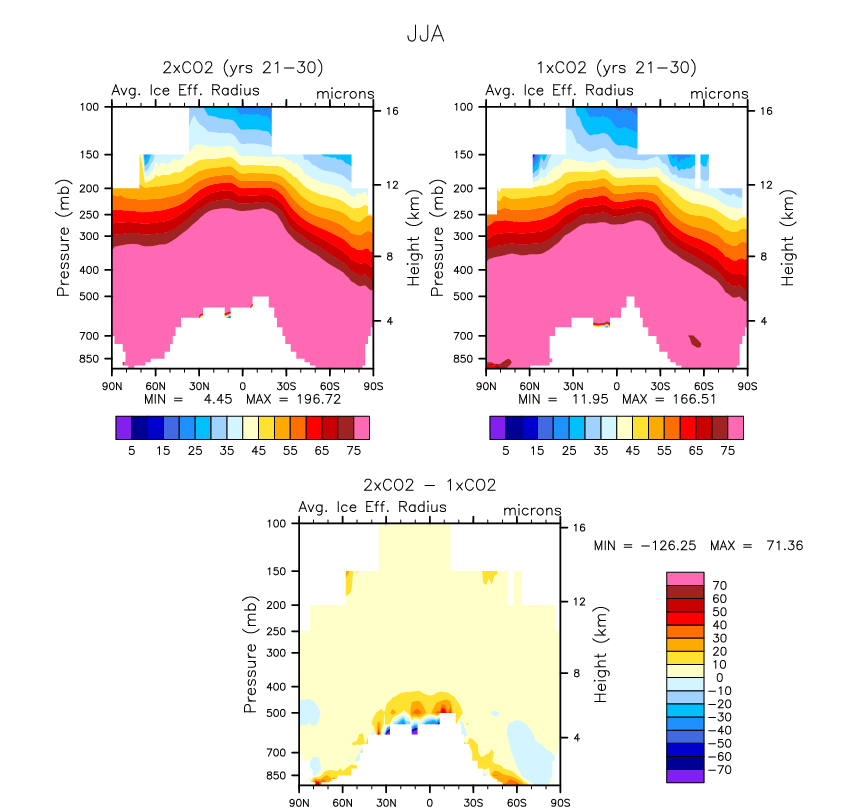 JJA
2xCO2 (yrs 21-30)
Avg. Ice Eff. Radius microns
100
150
200
250
300
400
500
700
850
Pressure (mb)
16
12
8
4
Height (km)
90N 60N 30N 0 30S 60S 90S
MIN = 4.45 MAX = 196.72
5 15 25 35 45 55 65 75
1xCO2 (yrs 21-30)
Avg. Ice Eff. Radius microns
100
150
200
250
300
400
500
700
850
Pressure (mb)
16
12
8
4
Height (km)
90N 60N 30N 0 30S 60S 90S
MIN = 11.95 MAX = 166.51
5 15 25 35 45 55 65 75
2xCO2 - 1xCO2
Avg. Ice Eff. Radius microns
100
150
200
250
300
400
500
700
850
Pressure (mb)
16
12
8
4
Height (km)
90N 60N 30N 0 30S 60S 90S
MIN = -126.25 MAX = 71.36
70
60
50
40
30
20
10
0
-10
-20
-30
-40
-50
-60
-70